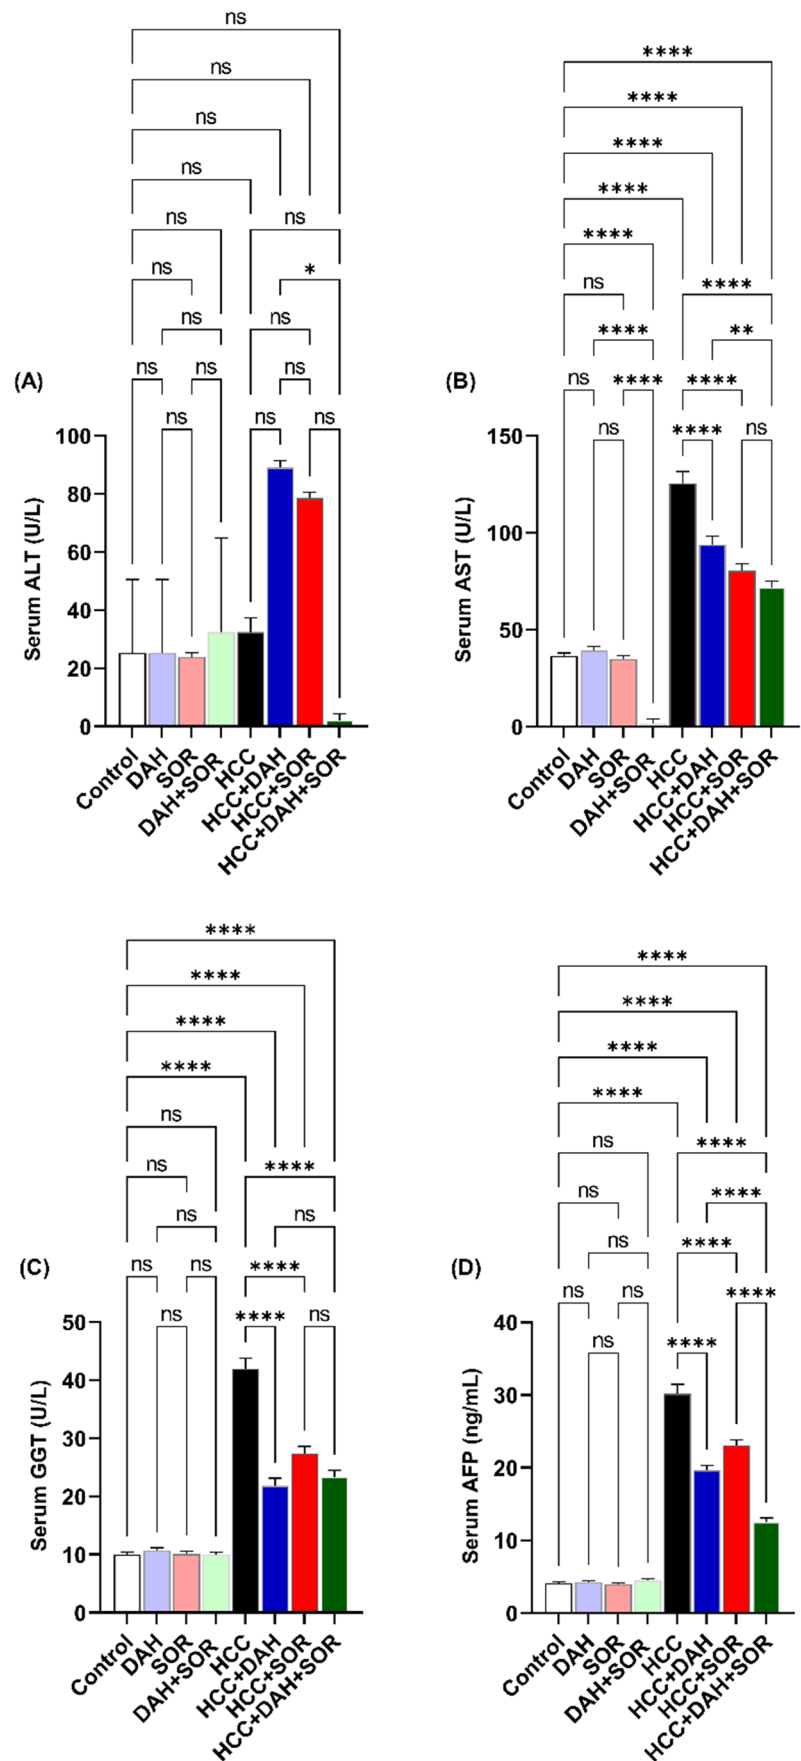 ns
ns
ns
ns
ns
ns
ns
*
ns
ns
(A)
ns
ns
ns
ns
ns
ns
100
80
60
40
20
0
Serum ALT (U/L)
Control
DAH
SOR
DAH+SOR
HCC
HCC+DAH
HCC+SOR
HCC+DAH+SOR
****
****
****
****
****
ns
****
****
**
(B)
ns
****
****
ns
****
ns
150
100
50
0
Serum AST (U/L)
Control
DAH
SOR
DAH+SOR
HCC
HCC+DAH
HCC+SOR
HCC+DAH+SOR
****
****
****
****
ns
ns
****
ns
ns
(C)
ns
ns
****
ns
****
ns
50
40
30
20
10
0
Serum GGT (U/L)
Control
DAH
SOR
DAH+SOR
HCC
HCC+DAH
HCC+SOR
HCC+DAH+SOR
****
****
****
****
ns
****
ns
****
ns
****
(D)
ns
ns
****
ns
****
40
30
20
10
0
Serum AFP (ng/mL)
Control
DAH
SOR
DAH+SOR
HCC
HCC+DAH
HCC+SOR
HCC+DAH+SOR